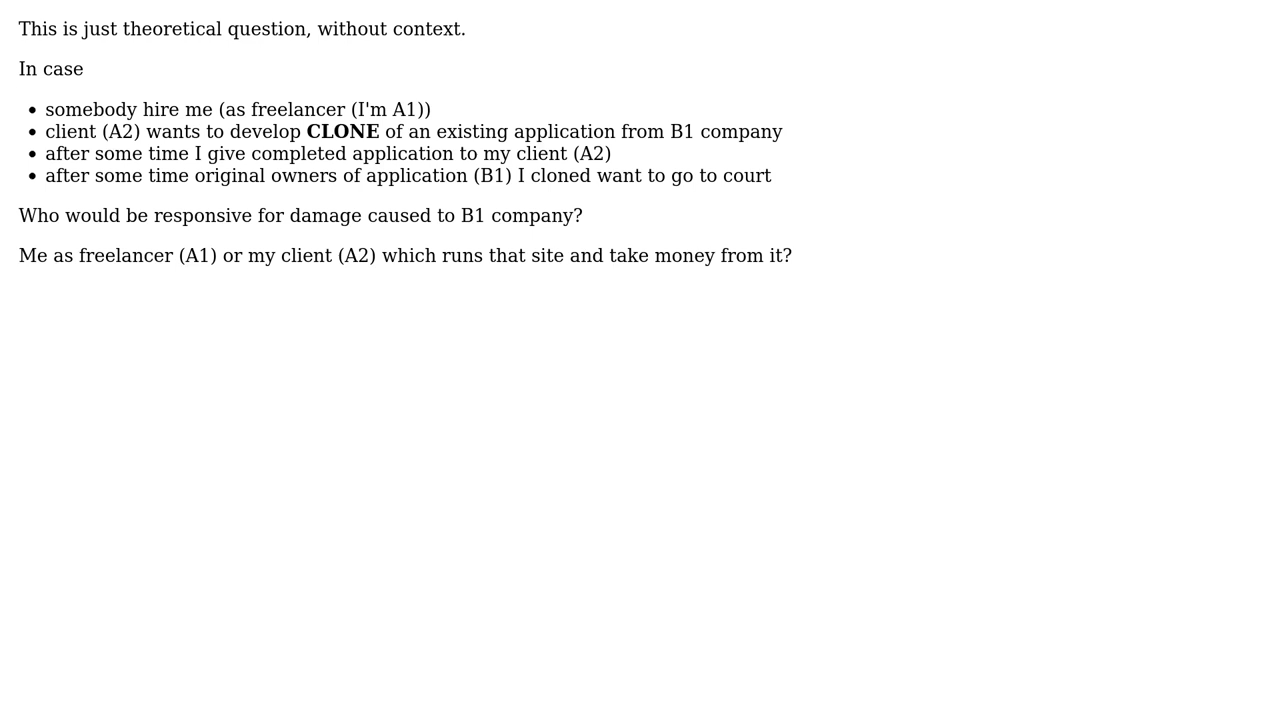 This is just theoretical question, without context.
In case
somebody hire me (as freelancer (I'm A1))
client (A2) wants to develop CLONE of an existing application from B1 company
after some time I give completed application to my client (A2)
after some time original owners of application (B1) I cloned want to go to court
Who would be responsive for damage caused to B1 company?
Me as freelancer (A1) or my client (A2) which runs that site and take money from it?